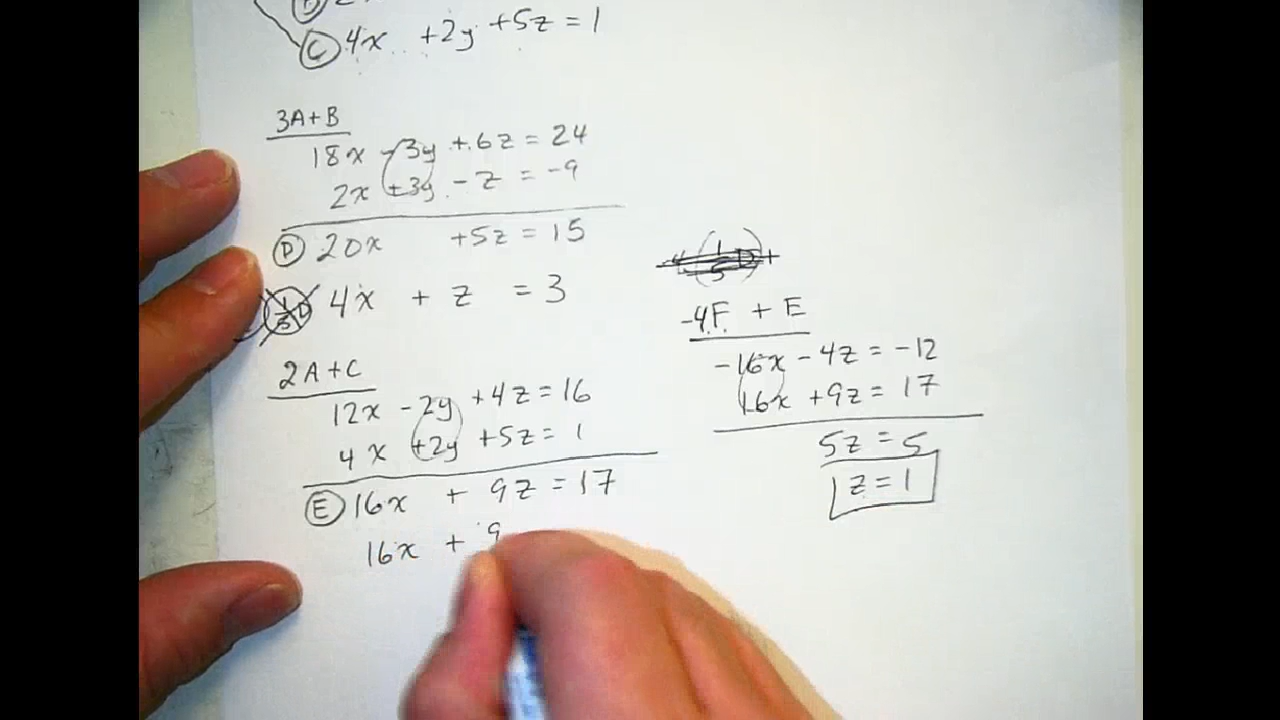 C 4x +2y +5z = 1
3A+B
18x - 3y + 6z = 24
2x +3y - z = -9
D 20x +5z = 15
4x + z = 3
2A+C
12x - 2y + 4z = 16
4x +2y +5z = 1
E 16x + 9z = 17
16x + 9
-4F + E
-16x - 4z = -12
16x + 9z = 17
5z = 5
z = 1